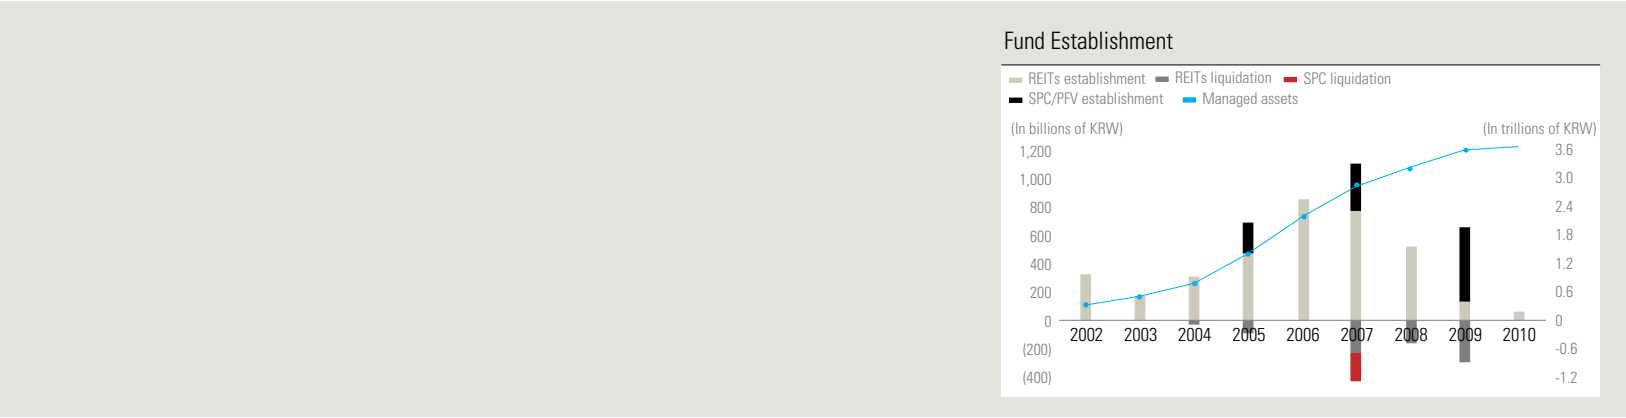 Fund Establishment
REITs establishment REITs liquidation SPC liquidation
SPC/PFV establishment Managed assets
(In billions of KRW) (In trillions of KRW)
1,200 3.6
1,000 3.0
800 2.4
600 1.8
400 1.2
200 0.6
0 0
2002 2003 2004 2005 2006 2007 2008 2009 2010
(200) -0.6
(400) -1.2